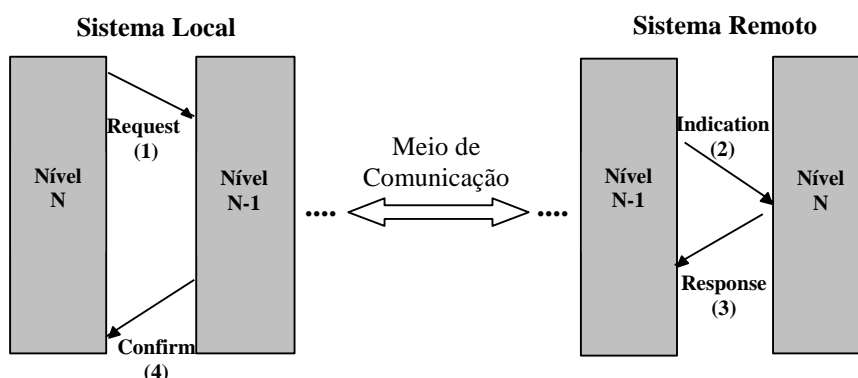 Sistema Local
Sistema Remoto
Request
(1)
Nível
N
Nível
N-1
Confirm
(4)
....
Meio de
Comunicação
....
Indication
(2)
Nível
N-1
Nível
N
Response
(3)